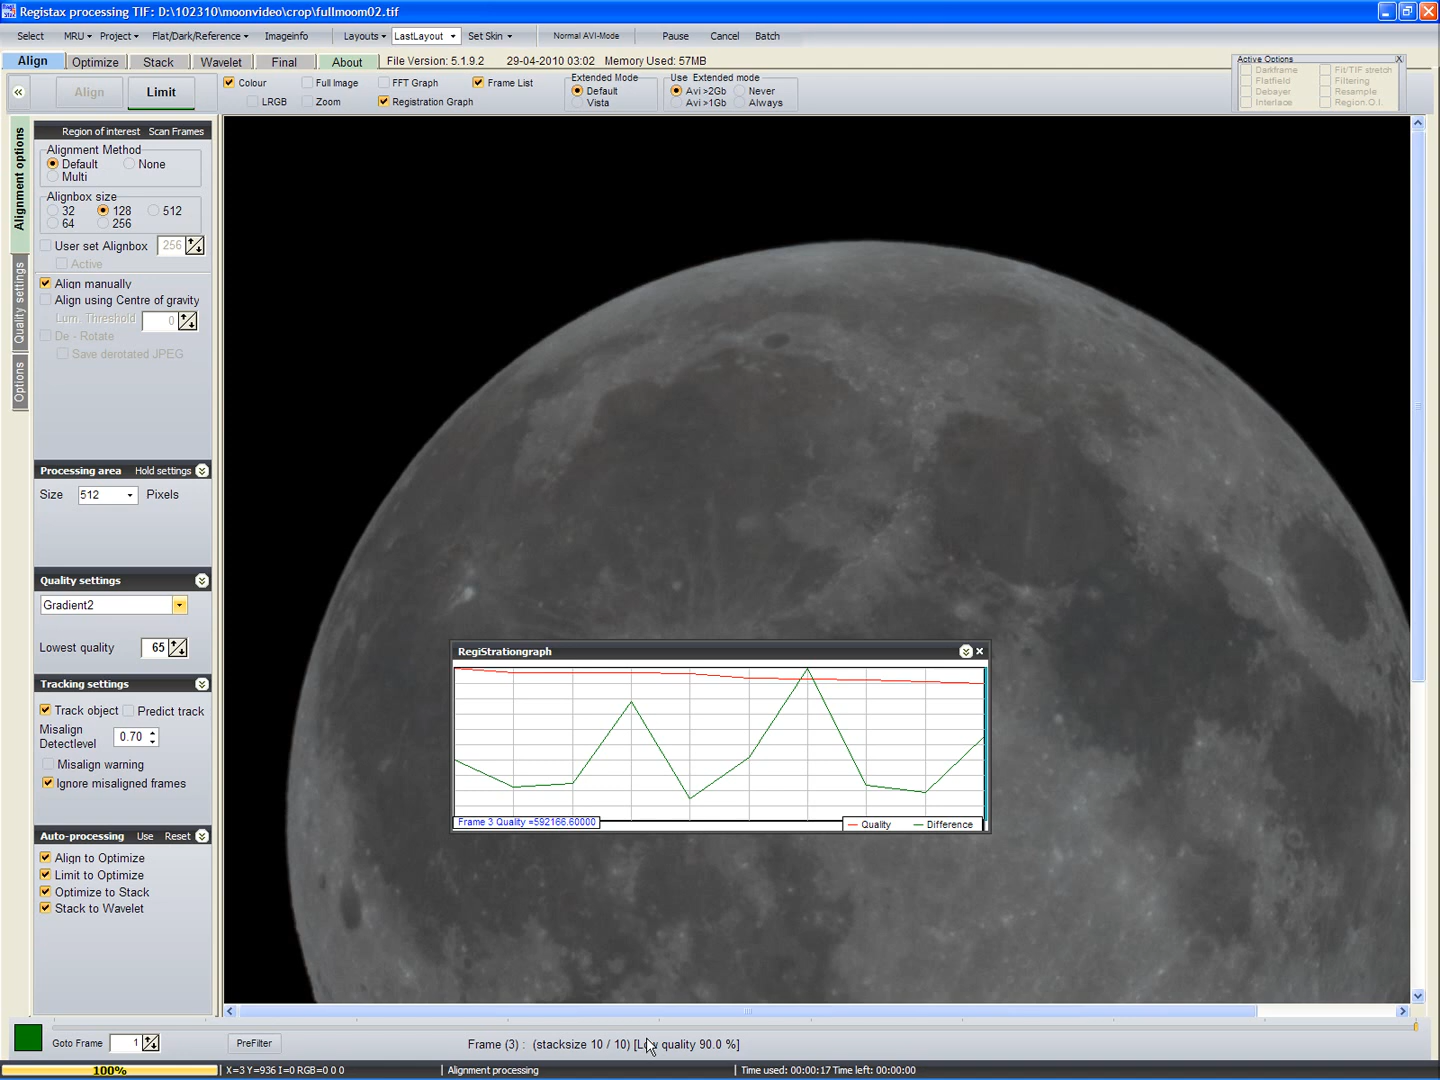 Registax processing TIF: D:\102310\moonvideo\crop\fullmoom02.tif
Select MRU Project Flat/Dark/Reference Imageinfo Layouts LastLayout Set Skin Normal AVI-Mode Pause Cancel Batch
Align Optimize Stack Wavelet Final About File Version: 5.1.9.2 29-04-2010 03:02 Memory Used: 57MB
Align Limit
Colour Full Image FFT Graph Frame List
LRGB Zoom Registration Graph
Extended Mode
Default
Vista
Use Extended mode
Avi >2Gb Never
Avi >1Gb Always
Active Options X
Darkframe Fit/TIF stretch
Flatfield Filtering
Debayer Resample
Interlace Region.O.I.
Alignment options
Quality settings
Options
Region of interest Scan Frames
Alignment Method
Default None
Multi
Alignbox size
32 128 512
64 256
User set Alignbox 256
Active
Align manually
Align using Centre of gravity
Lum Threshold 0
De - Rotate
Save derotated JPEG
Processing area Hold settings
Size 512 Pixels
Quality settings
Gradient2
Lowest quality 65
Tracking settings
Track object Predict track
Misalign
Detectlevel 0.70
Misalign warning
Ignore misaligned frames
Auto-processing Use Reset
Align to Optimize
Limit to Optimize
Optimize to Stack
Stack to Wavelet
RegiStrationgraph
Frame 3 Quality =592166.60000
Quality Difference
Goto Frame 1 PreFilter Frame (3) : (stacksize 10 / 10) [Low quality 90.0 %]
100% X=3 Y=936 I=0 RGB=0 0 0 Alignment processing Time used: 00:00:17 Time left: 00:00:00